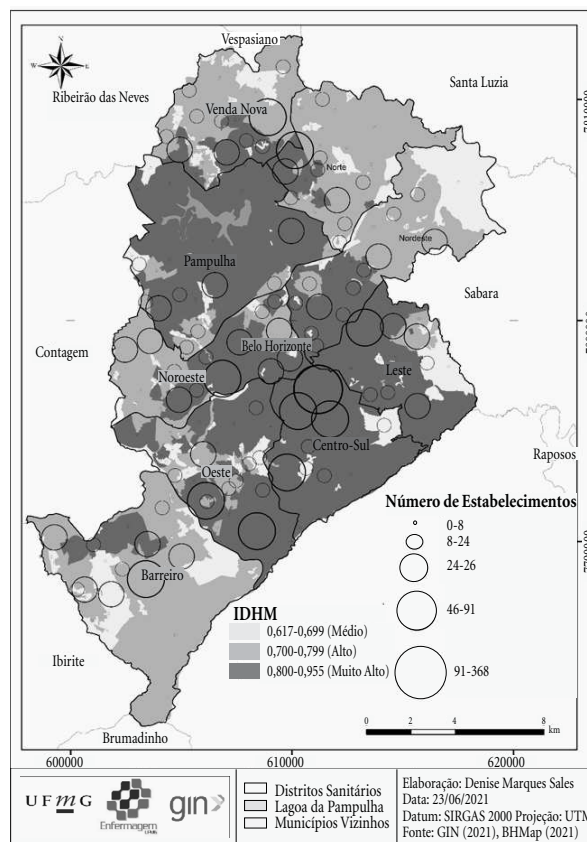 Vespasiano
N
W
E
S
Santa Luzia
Ribeirão das Neves
Venda Nova
Norte
Nordeste
Pampulha
Sabara
Contagem
Belo Horizonte
Leste
Noroeste
Centro-Sul
Raposos
Oeste
Número de Estabelecimentos
0-8
8-24
24-26
46-91
91-368
Barreiro
IDHM
0,617-0,699 (Médio)
0,700-0,799 (Alto)
0,800-0,955 (Muito Alto)
Ibirite
Brumadinho
0 2 4 8
km
600000 610000 620000
UFMG
Enfermagem
UFMG
gin
Distritos Sanitários
Lagoa da Pampulha
Municípios Vizinhos
Elaboração: Denise Marques Sales
Data: 23/06/2021
Datum: SIRGAS 2000 Projeção: UTM
Fonte: GIN (2021), BHMap (2021)